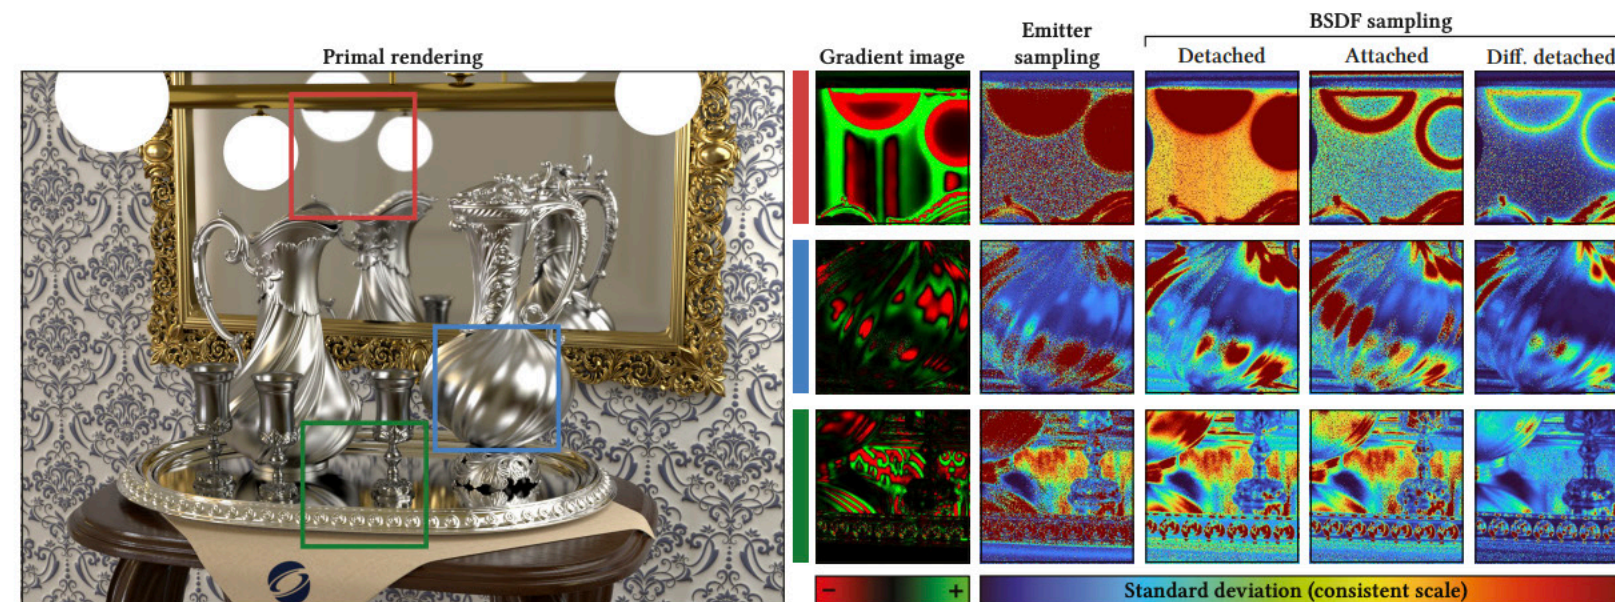 Primal rendering
Gradient image
Emitter
sampling
BSDF sampling
Detached
Attached
Diff. detached
−
+
Standard deviation (consistent scale)